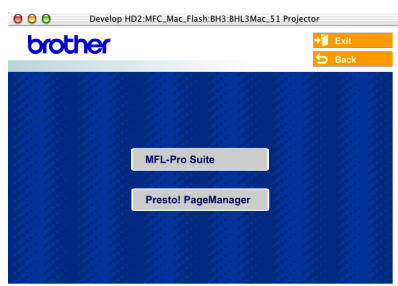 Develop HD2:MFC_Mac_Flash:BH3:BHL3Mac_51 Projector
brother
Exit
Back
MFL-Pro Suite
Presto! PageManager